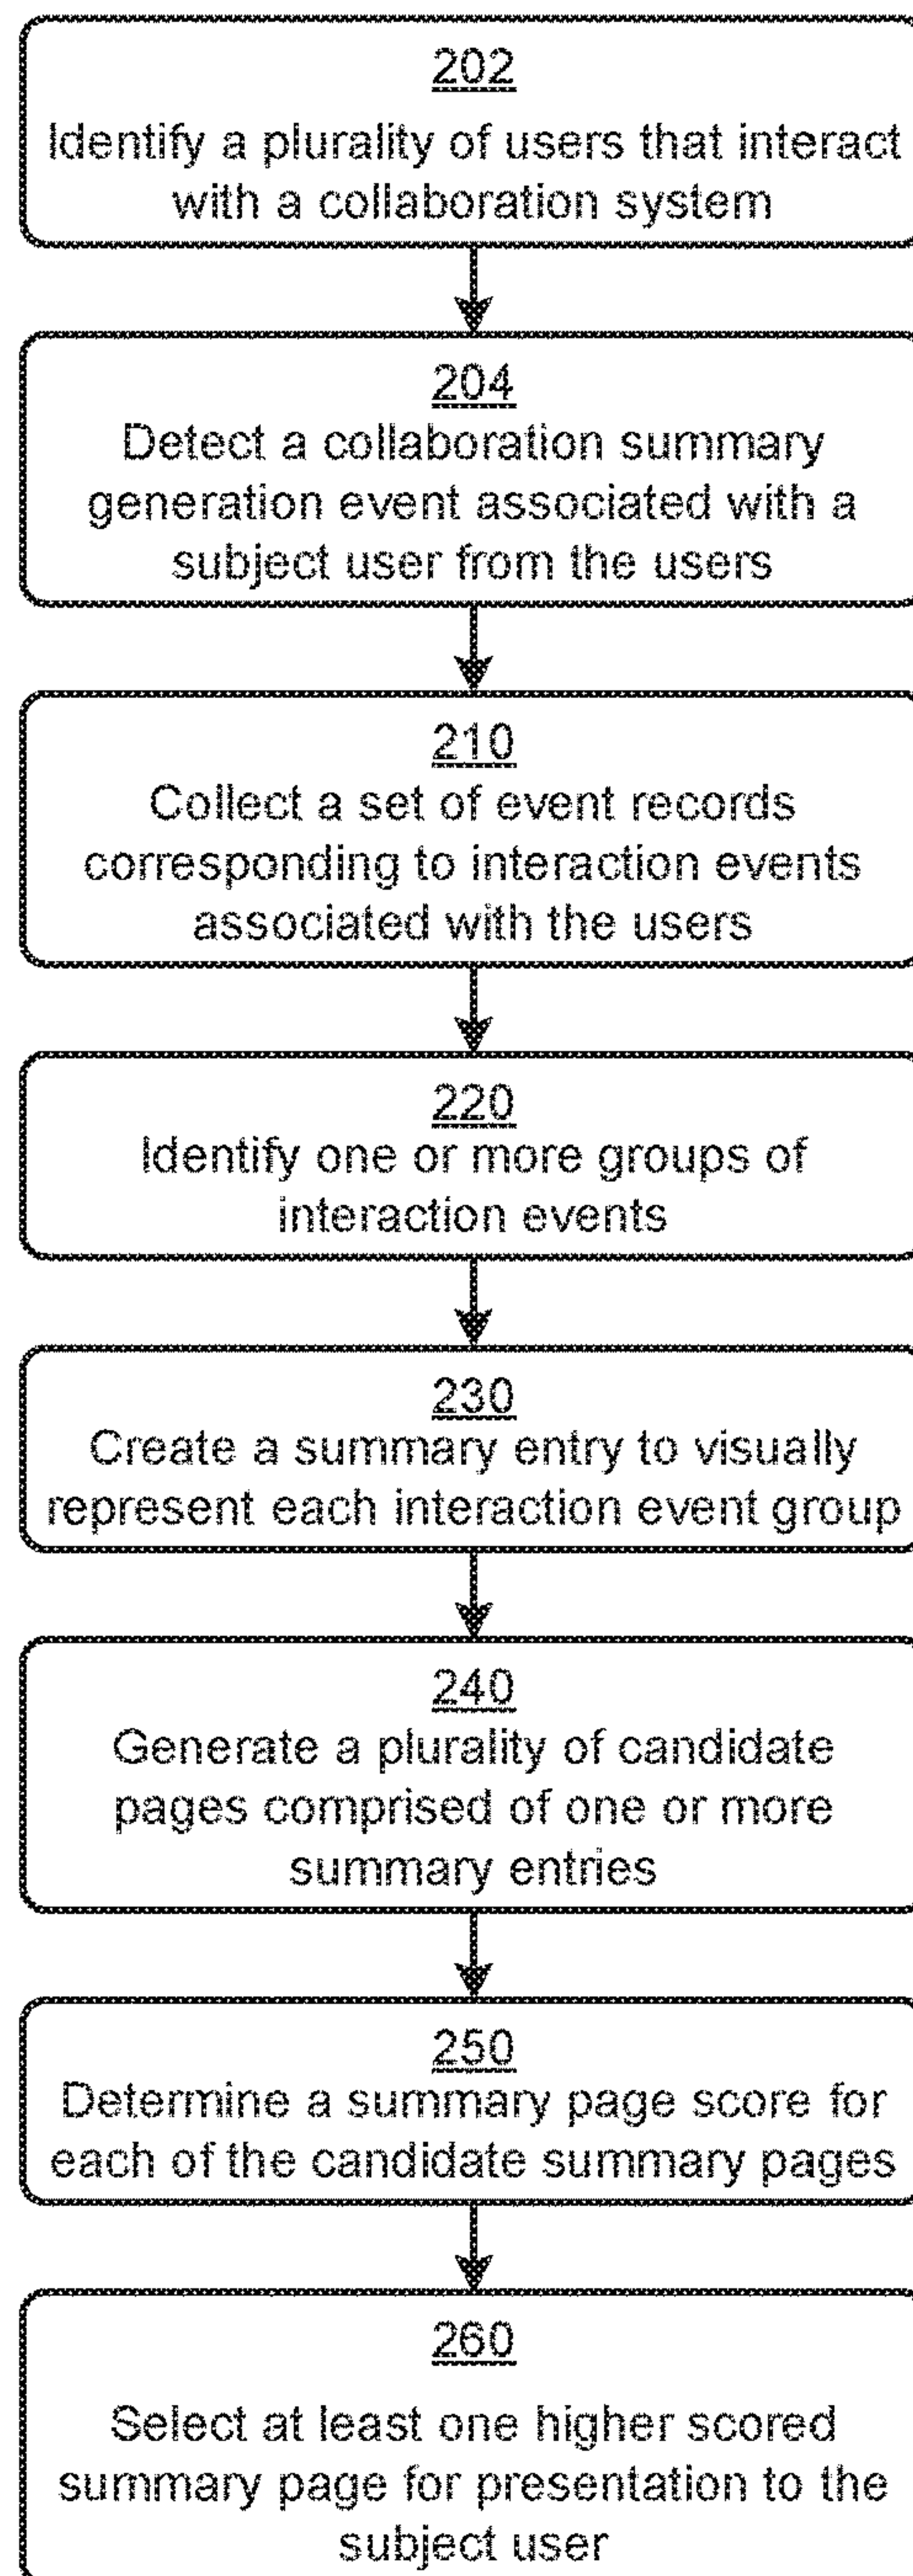 202
Identify a plurality of users that interact
with a collaboration system
204
Detect a collaboration summary
generation event associated with a
subject user from the users
210
Collect a set of event records
corresponding to interaction events
associated with the users
220
Identify one or more groups of
interaction events
230
Create a summary entry to visually
represent each interaction event group
240
Generate a plurality of candidate
pages comprised of one or more
summary entries
250
Determine a summary page score for
each of the candidate summary pages
260
Select at least one higher scored
summary page for presentation to the
subject user